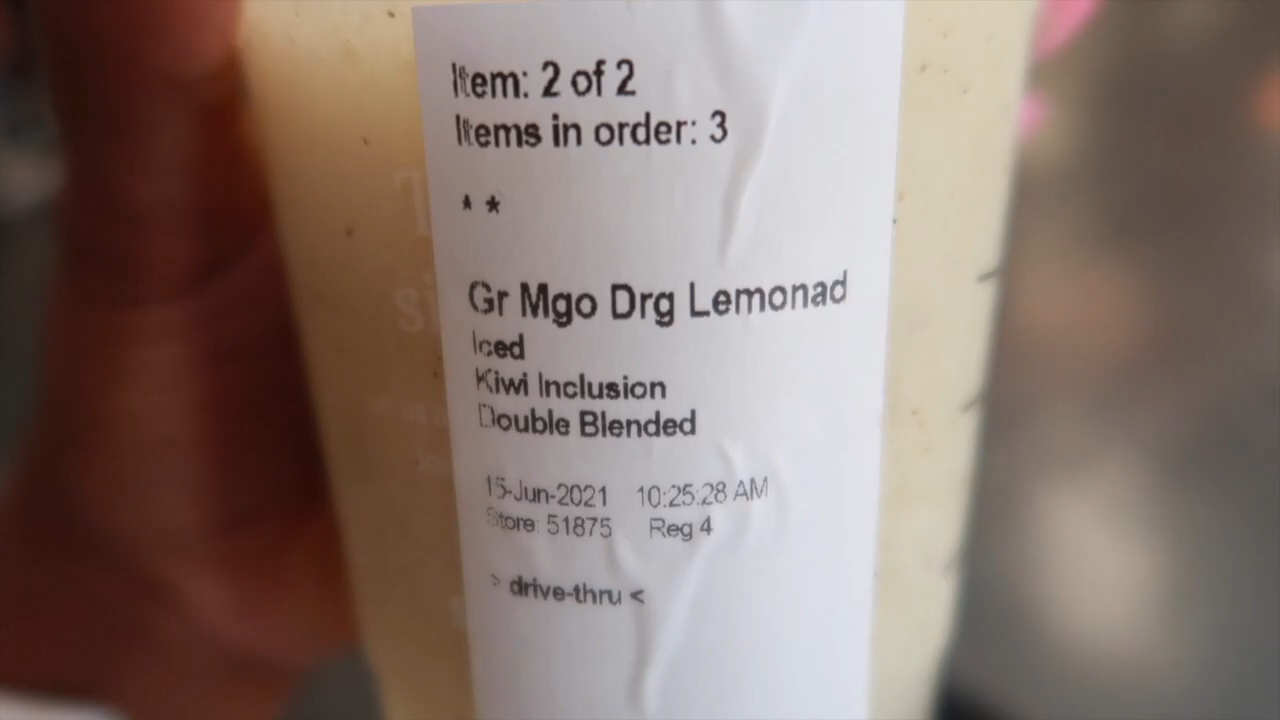 Item: 2 of 2
Items in order: 3
* *
Gr Mgo Drg Lemonad
Iced
Kiwi Inclusion
Double Blended
15-Jun-2021 10:25:28 AM
Store: 51875 Reg 4
> drive-thru <